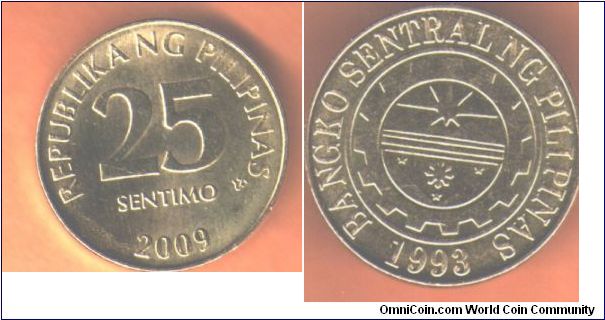 REPUBLIKA NG PILIPINAS
25
SENTIMO
2009
BANGKO SENTRAL NG PILIPINAS
1993
OmniCoin.com World Coin Community